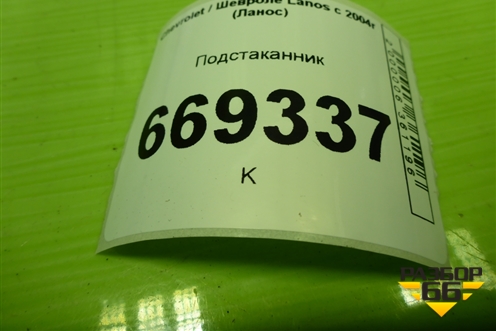 Chevrolet / Шевроле Lanos с 2004г
(Ланос)
Подстаканник
669337
К
РАЗБОР
66